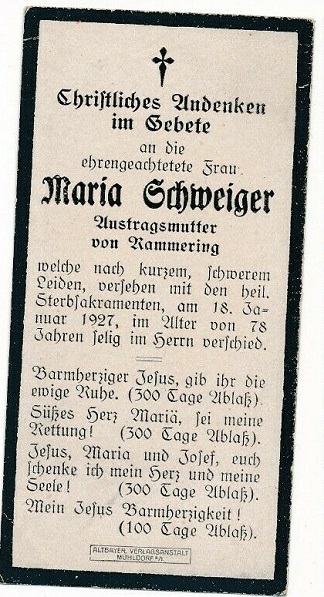 Christliches Andenken
im Gebete
an die
ehrengeachtetete Frau
Maria Schweiger
Austragsmutter
von Rammering
welche nach kurzem, schwerem
Leiden, versehen mit den heil.
Sterbsakramenten, am 18. Ja-
nuar 1927, im Alter von 78
Jahren selig im Herrn verschied.
Barmherziger Jesus, gib ihr die
ewige Ruhe. (300 Tage Ablaß).
Süßes Herz Mariä, sei meine
Rettung! (300 Tage Ablaß).
Jesus, Maria und Josef, euch
schenke ich mein Herz und meine
Seele! (300 Tage Ablaß).
Mein Jesus Barmherzigkeit!
(100 Tage Ablaß).
ALTBAYER. VERLAGSANSTALT
MÜHLDORF a/I.